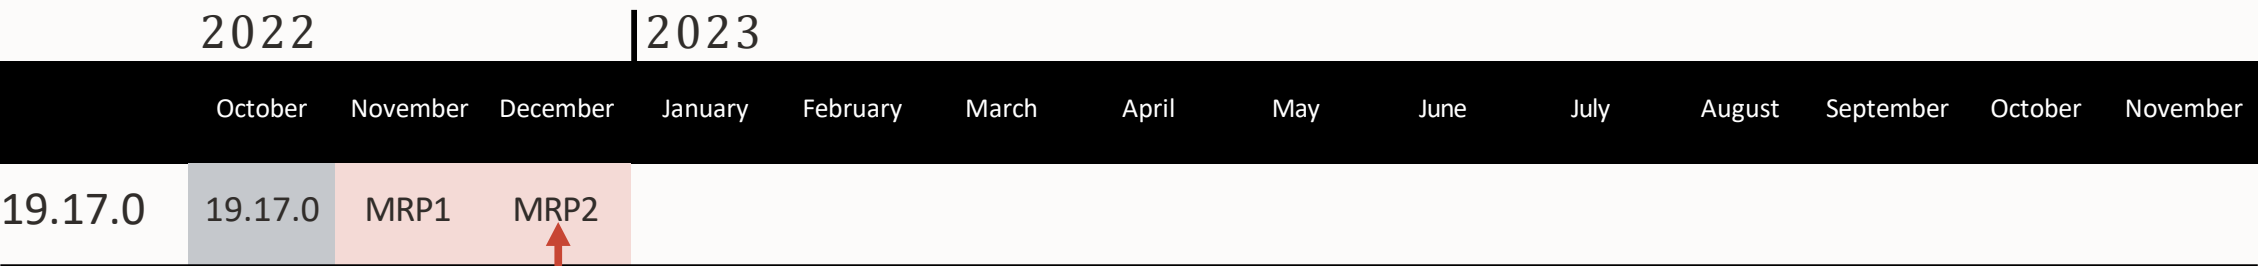 2022 2023
October November December January February March April May June July August September October November
19.17.0 19.17.0 MRP1 MRP2